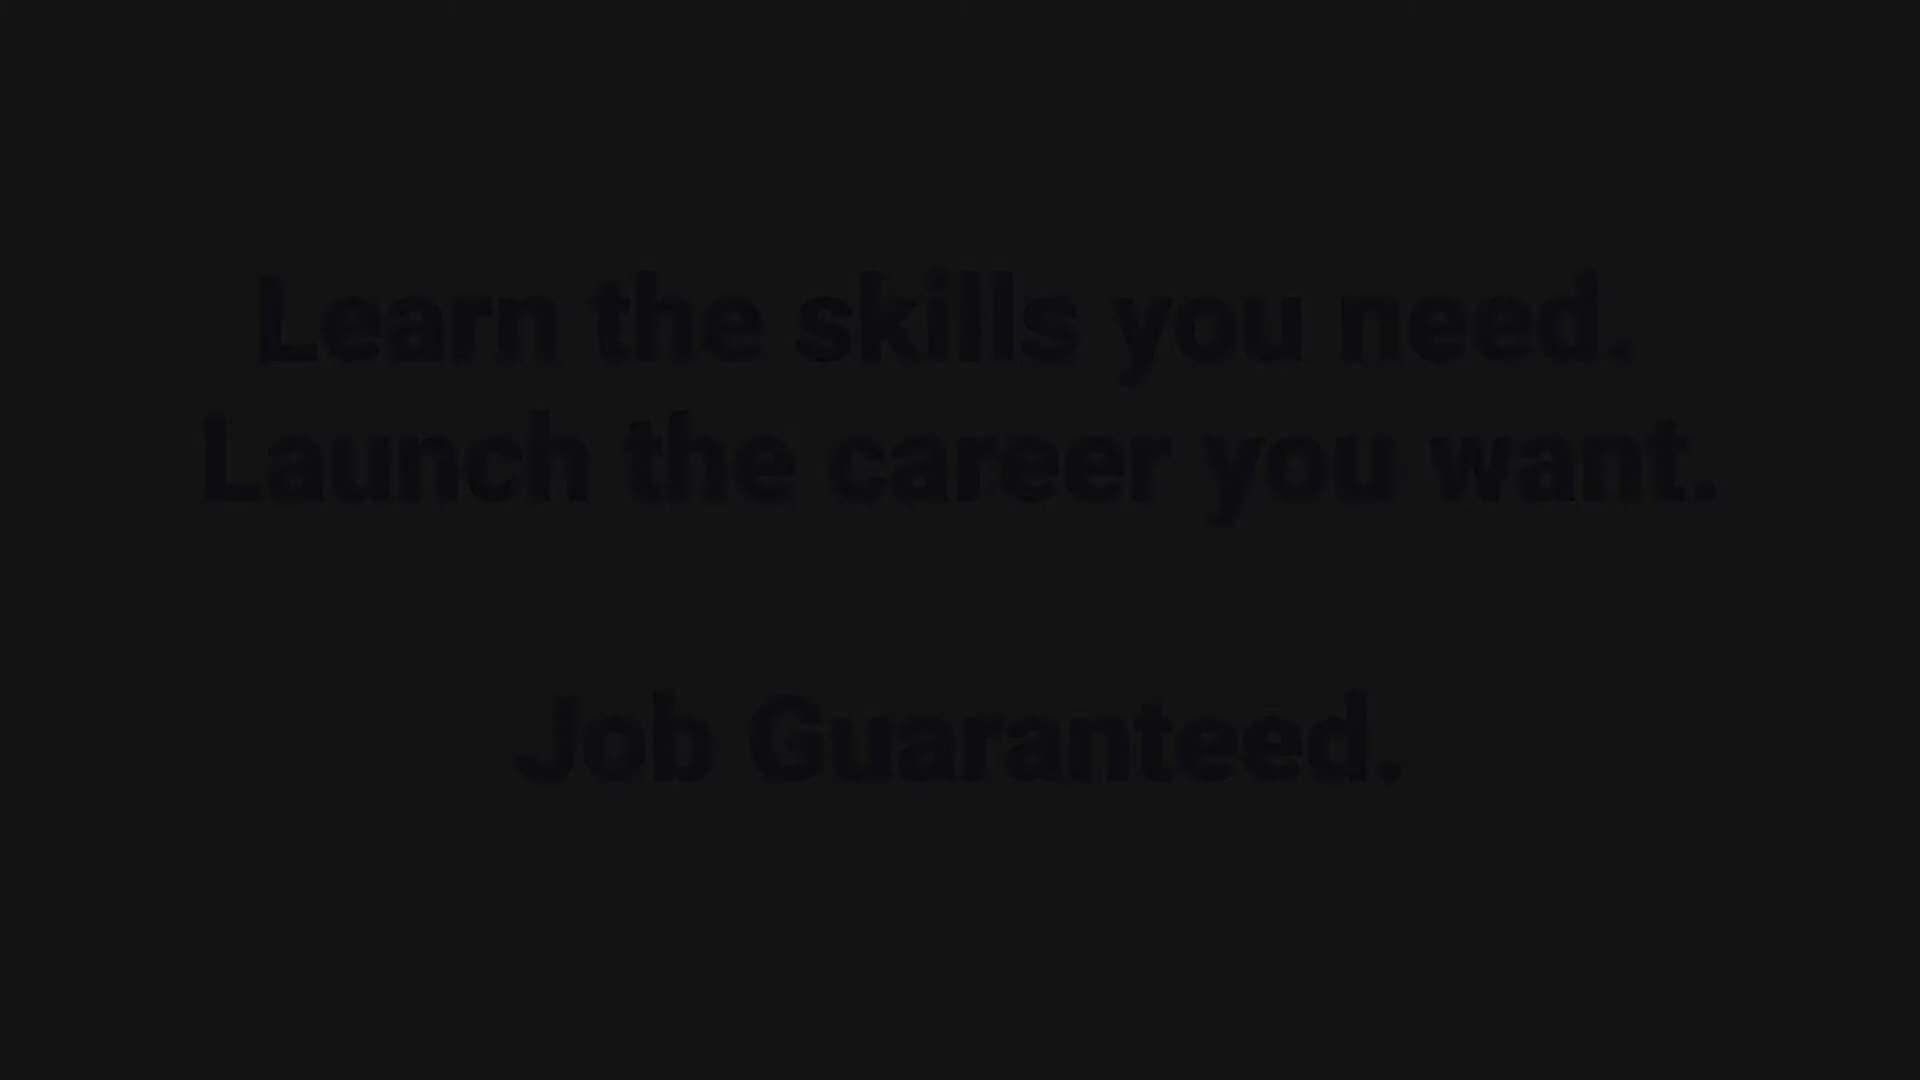 Learn the skills you need.
Launch the career you want.
Job Guaranteed.